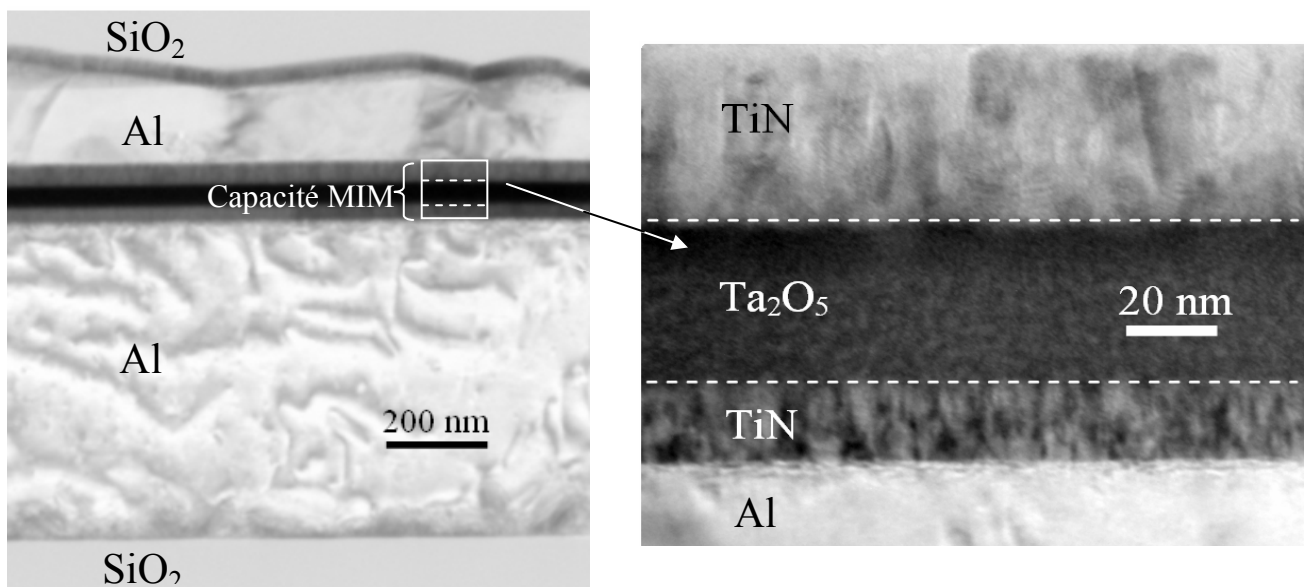 SiO₂
Al
Capacité MIM
Al
200 nm
SiO₂
TiN
Ta₂O₅
20 nm
TiN
Al